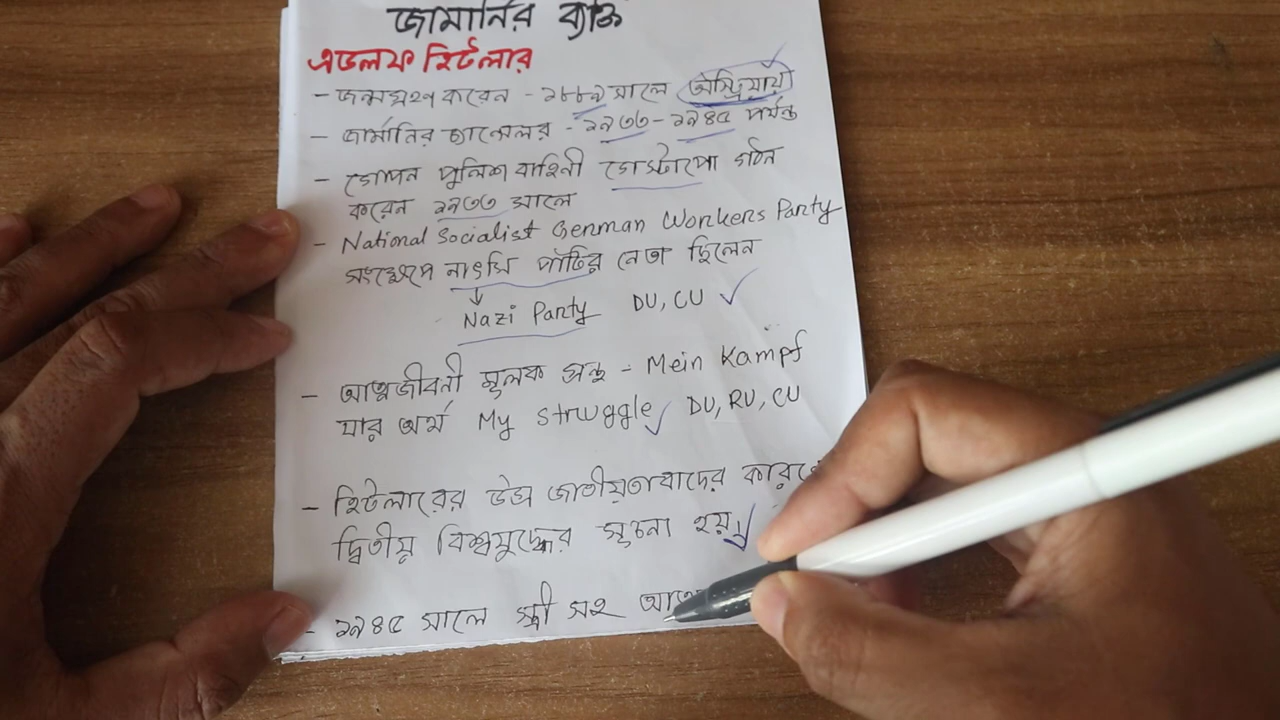 জার্মানির ব্যক্তি
এডলফ হিটলার
- জন্মগ্রহণ করেন - ১৮৮৯ সালে অস্ট্রিয়ায়
- জার্মানির চ্যান্সেলর - ১৯৩৩ - ১৯৪৫ পর্যন্ত
- গোপন পুলিশ বাহিনী গেস্টাপো গঠন
করেন ১৯৩৩ সালে
- National Socialist German Workers Party
সংক্ষেপে নাৎসি পার্টির নেতা ছিলেন
Nazi Party DU, CU
- আত্মজীবনী মূলক গ্রন্থ - Mein Kampf
যার অর্থ My Struggle DU, RU, CU
- হিটলারের উগ্র জাতীয়তাবাদের কারণে
দ্বিতীয় বিশ্বযুদ্ধের সূচনা হয়।
- ১৯৪৫ সালে স্ত্রী সহ